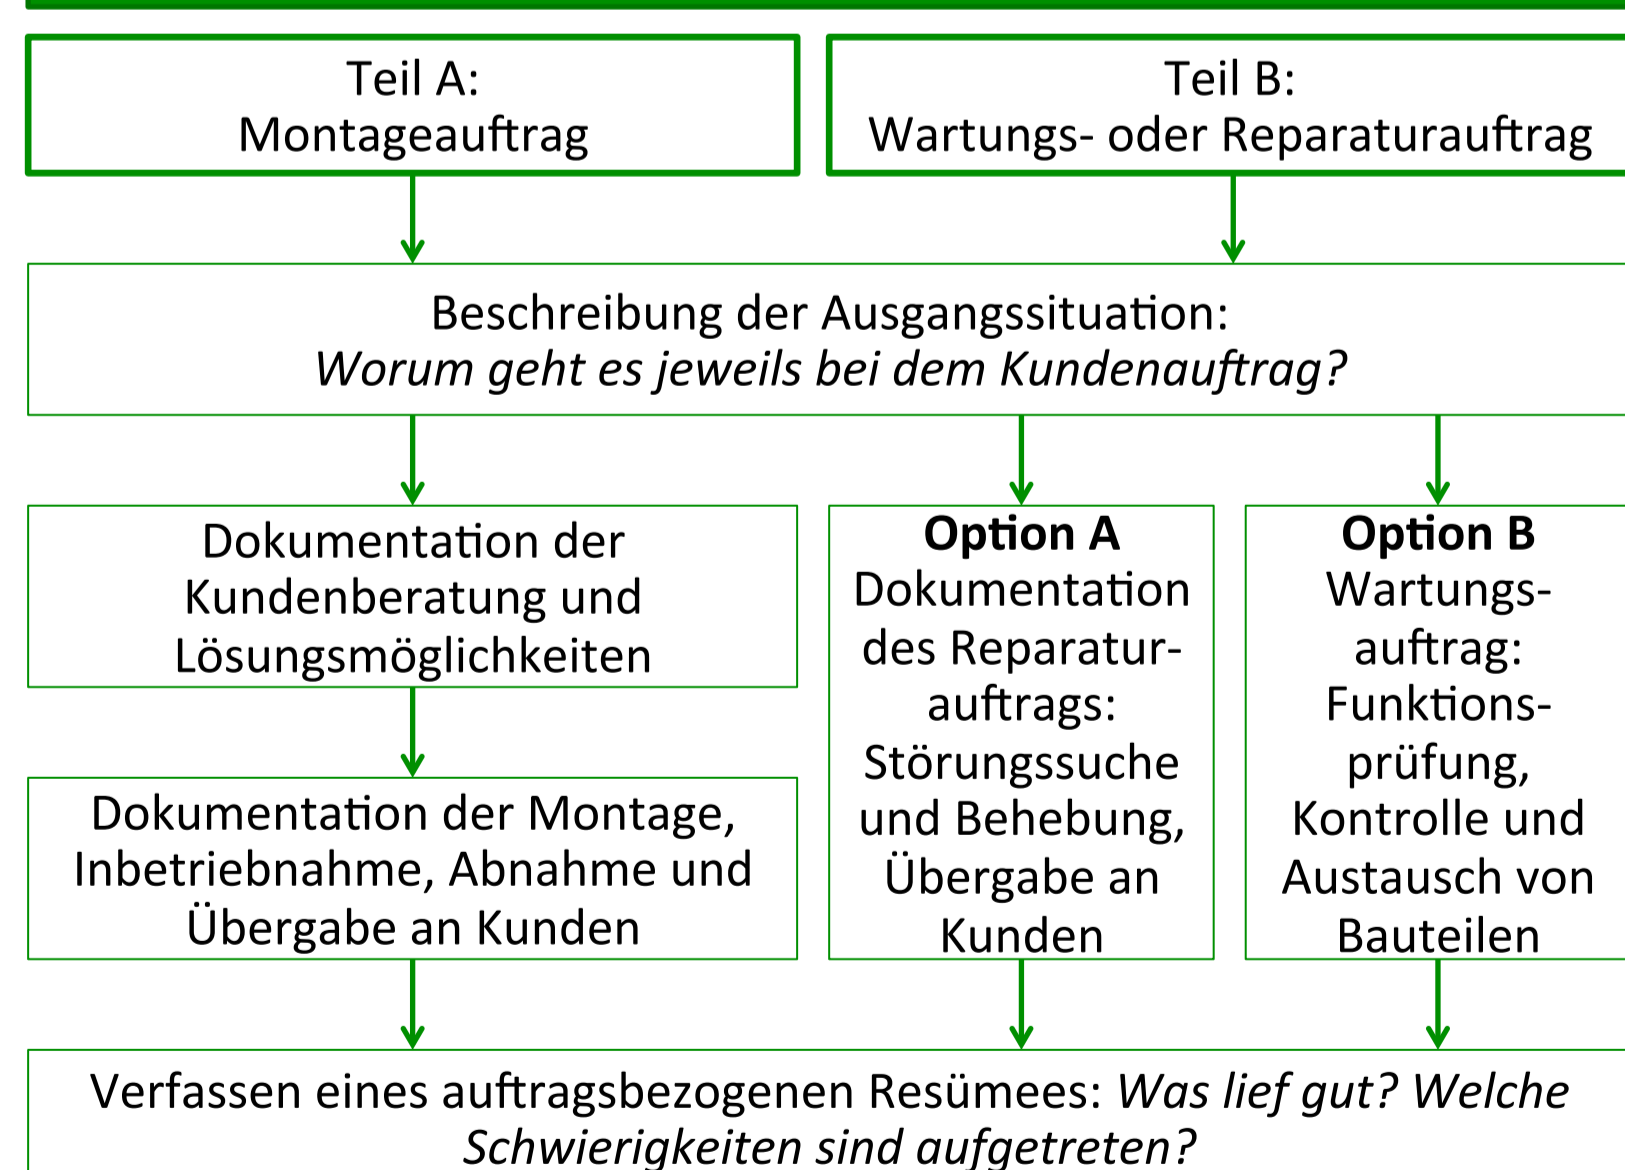 Teil A:
Montageauftrag
Teil B:
Wartungs- oder Reparaturauftrag
Beschreibung der Ausgangssituation:
Worum geht es jeweils bei dem Kundenauftrag?
Dokumentation der
Kundenberatung und
Lösungsmöglichkeiten
Dokumentation der Montage,
Inbetriebnahme, Abnahme und
Übergabe an Kunden
Option A
Dokumentation
des Reparatur-
auftrags:
Störungssuche
und Behebung,
Übergabe an
Kunden
Option B
Wartungs-
auftrag:
Funktions-
prüfung,
Kontrolle und
Austausch von
Bauteilen
Verfassen eines auftragsbezogenen Resümees: Was lief gut? Welche
Schwierigkeiten sind aufgetreten?